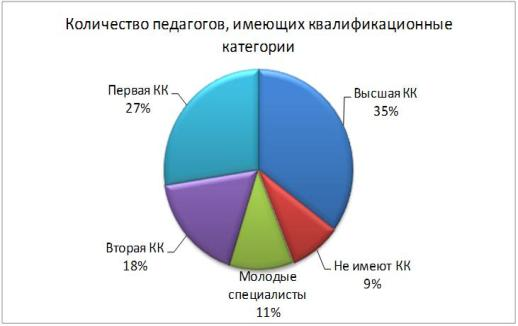 Количество педагогов, имеющих квалификационные
категории
Первая КК
27%
Высшая КК
35%
Вторая КК
18%
Молодые
специалисты
11%
Не имеют КК
9%